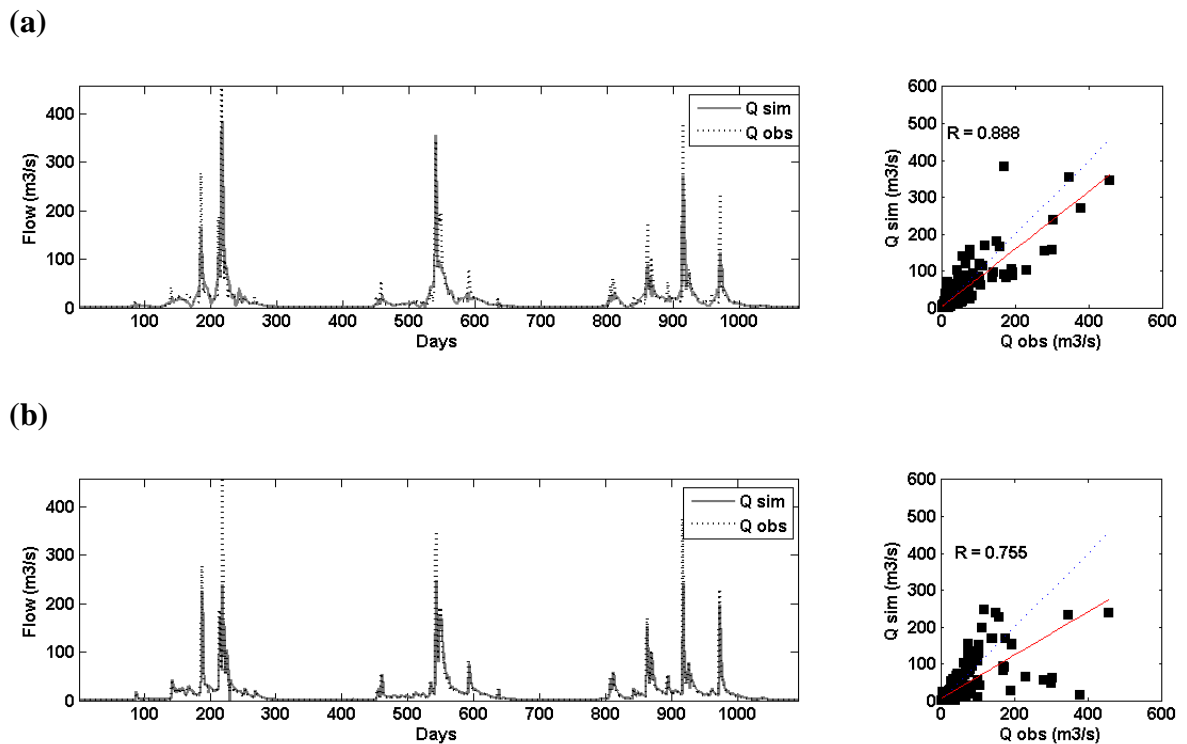 (a)
Flow (m3/s)
400
300
200
100
0
100 200 300 400 500 600 700 800 900 1000
Days
Q sim
Q obs
Q sim (m3/s)
600
500
400
300
200
100
0
0 200 400 600
Q obs (m3/s)
R = 0.888
(b)
Flow (m3/s)
400
300
200
100
0
100 200 300 400 500 600 700 800 900 1000
Days
Q sim
Q obs
Q sim (m3/s)
600
500
400
300
200
100
0
0 200 400 600
Q obs (m3/s)
R = 0.755